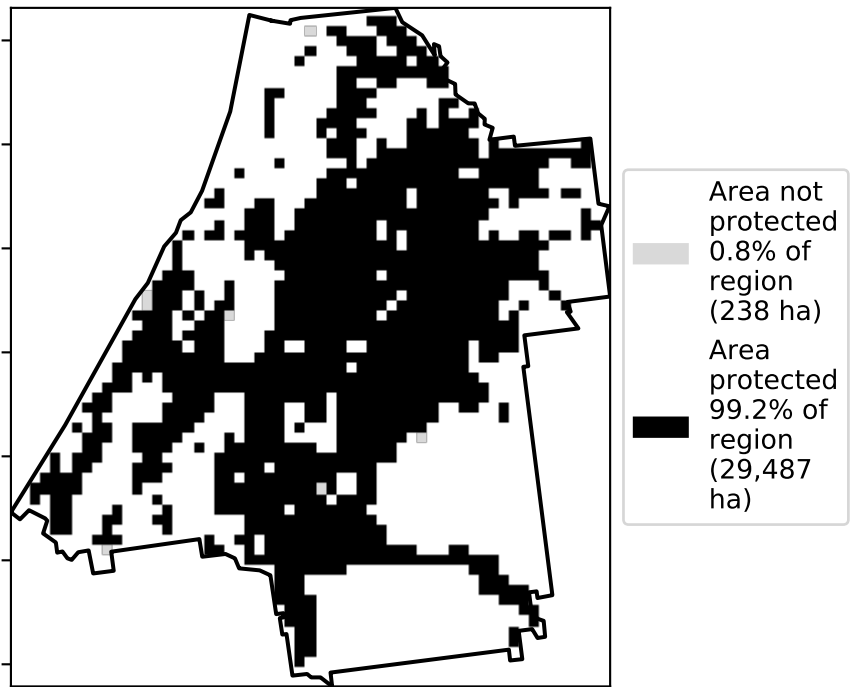 Area not
protected
0.8% of
region
(238 ha)
Area
protected
99.2% of
region
(29,487
ha)